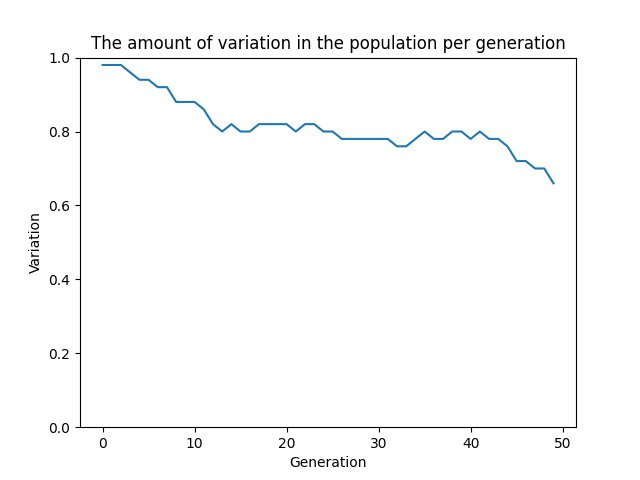 The amount of variation in the population per generation
1.0
0.8
0.6
0.4
0.2
0.0
Variation
0 10 20 30 40 50
Generation